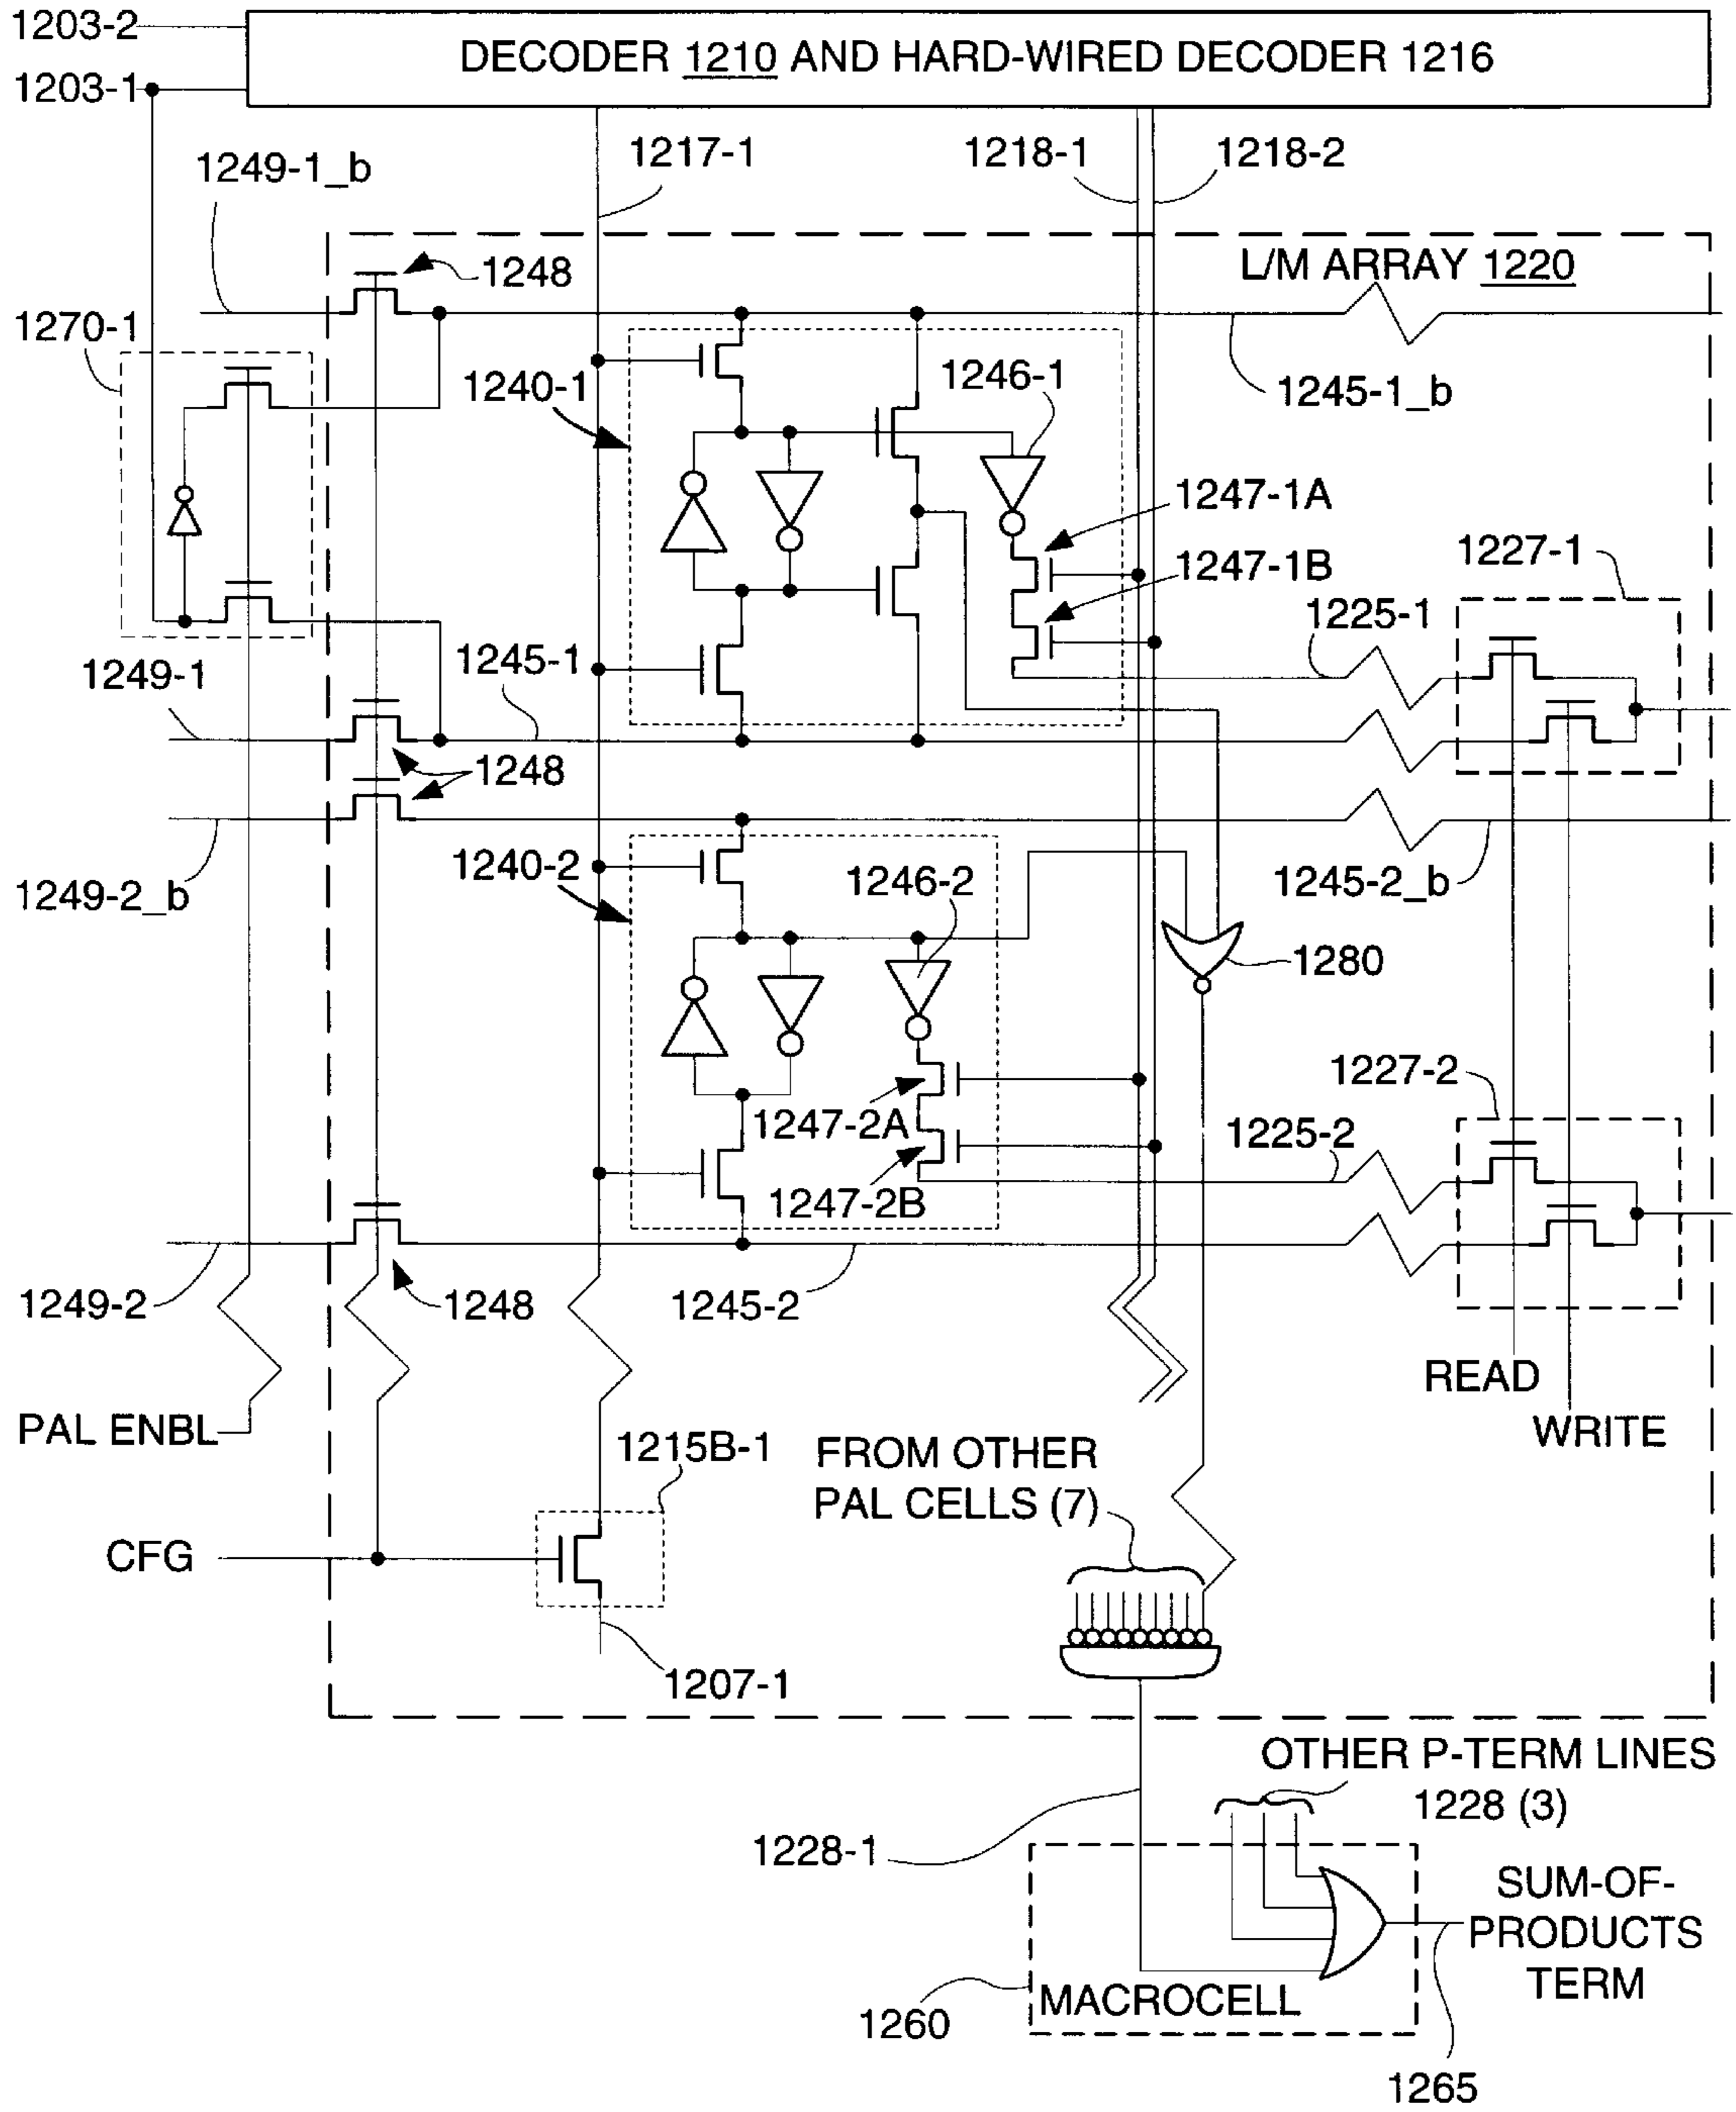 1203-2
DECODER 1210 AND HARD-WIRED DECODER 1216
1203-1
1217-1
1218-1
1218-2
1249-1_b
L/M ARRAY 1220
1248
1270-1
1240-1
1246-1
1245-1_b
1247-1A
1247-1B
1227-1
1225-1
1249-1
1245-1
1248
1240-2
1246-2
1249-2_b
1245-2_b
1280
1227-2
1247-2A
1225-2
1247-2B
1249-2
1248
1245-2
READ
PAL ENBL
WRITE
1215B-1
FROM OTHER
PAL CELLS (7)
CFG
1207-1
OTHER P-TERM LINES
1228 (3)
1228-1
SUM-OF-
PRODUCTS
TERM
MACROCELL
1260
1265